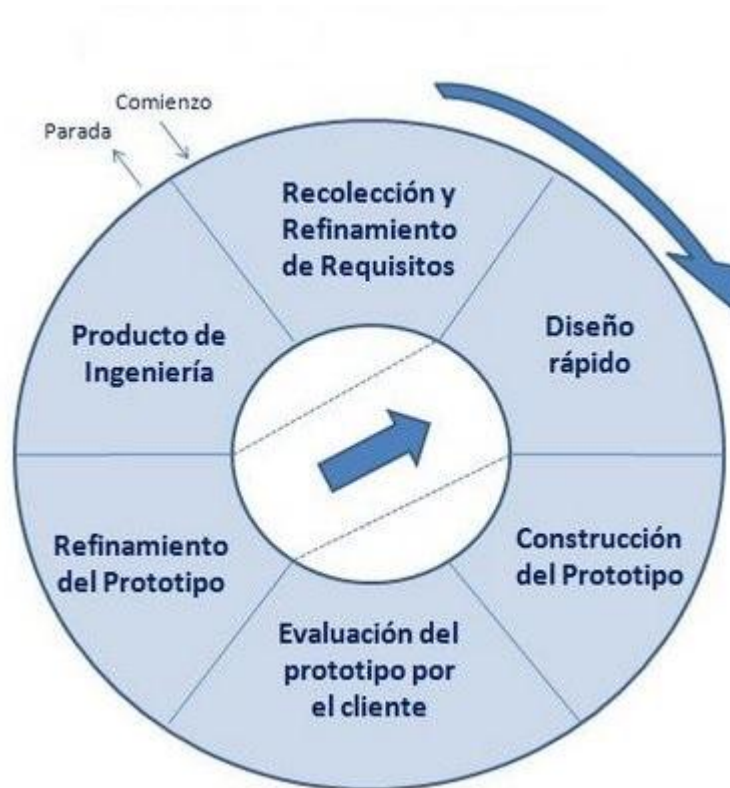 Comienzo
Parada
Recolección y
Refinamiento
de Requisitos
Diseño
rápido
Construcción
del Prototipo
Evaluación del
prototipo por
el cliente
Refinamiento
del Prototipo
Producto de
Ingeniería